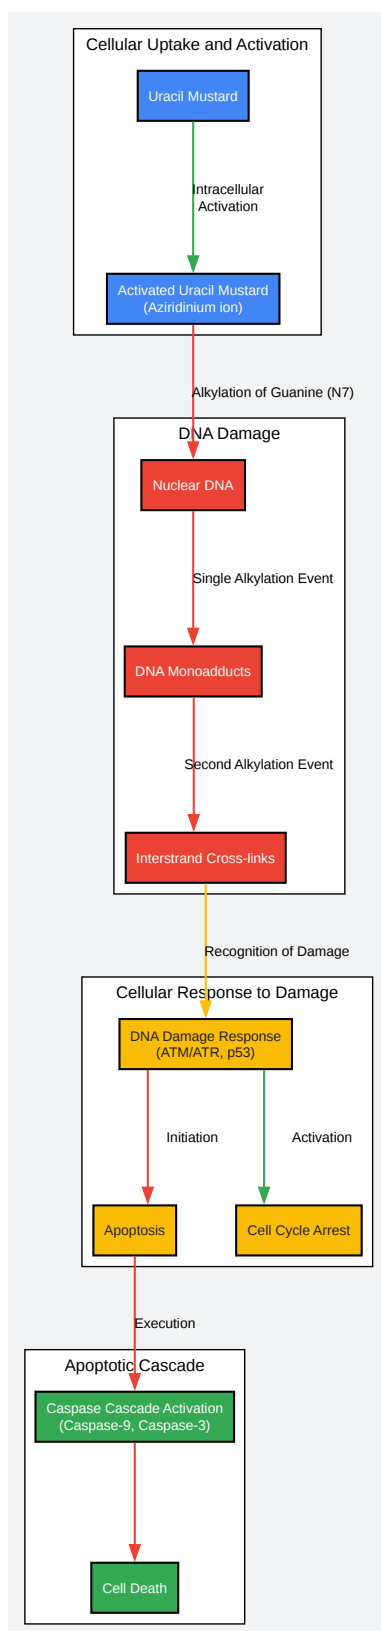 Cellular Uptake and Activation
Uracil Mustard
Intracellular
Activation
Activated Uracil Mustard
(Aziridinium ion)
Alkylation of Guanine (N7)
DNA Damage
Nuclear DNA
Single Alkylation Event
DNA Monoadducts
Second Alkylation Event
Interstrand Cross-links
Recognition of Damage
Cellular Response to Damage
DNA Damage Response
(ATM/ATR, p53)
Initiation
Activation
Apoptosis
Cell Cycle Arrest
Execution
Apoptotic Cascade
Caspase Cascade Activation
(Caspase-9, Caspase-3)
Cell Death